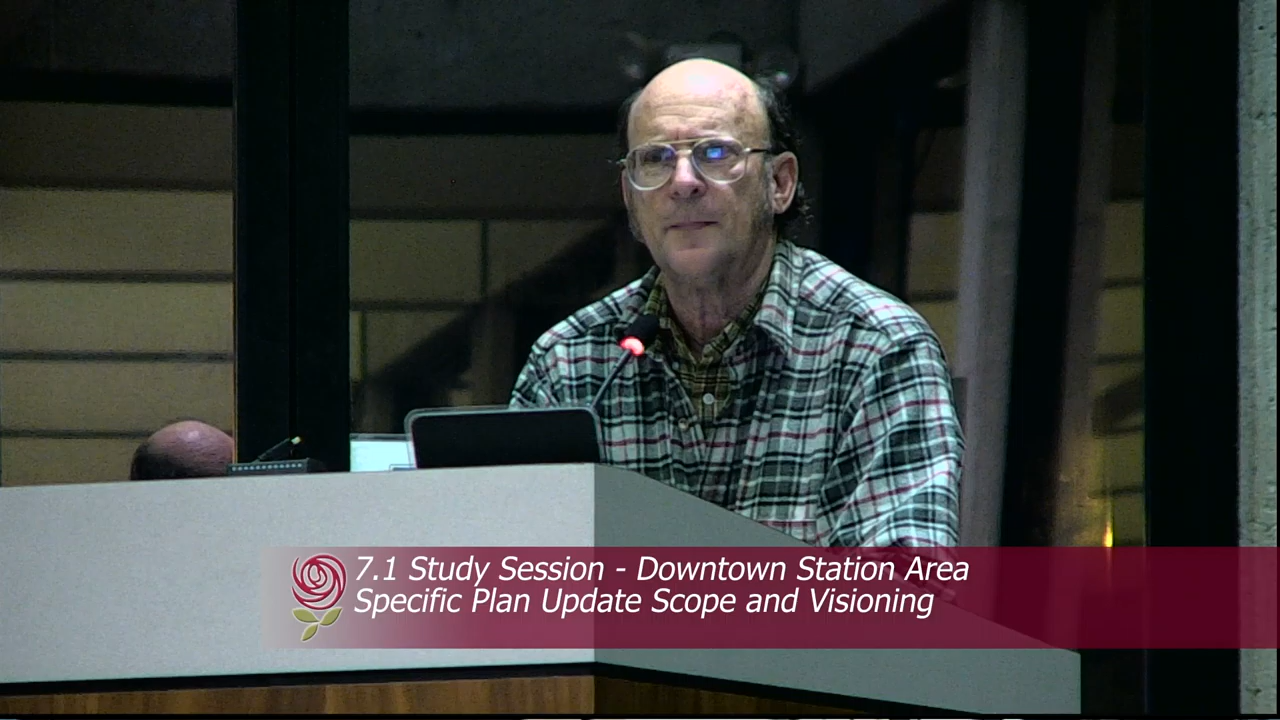 7.1 Study Session - Downtown Station Area
Specific Plan Update Scope and Visioning